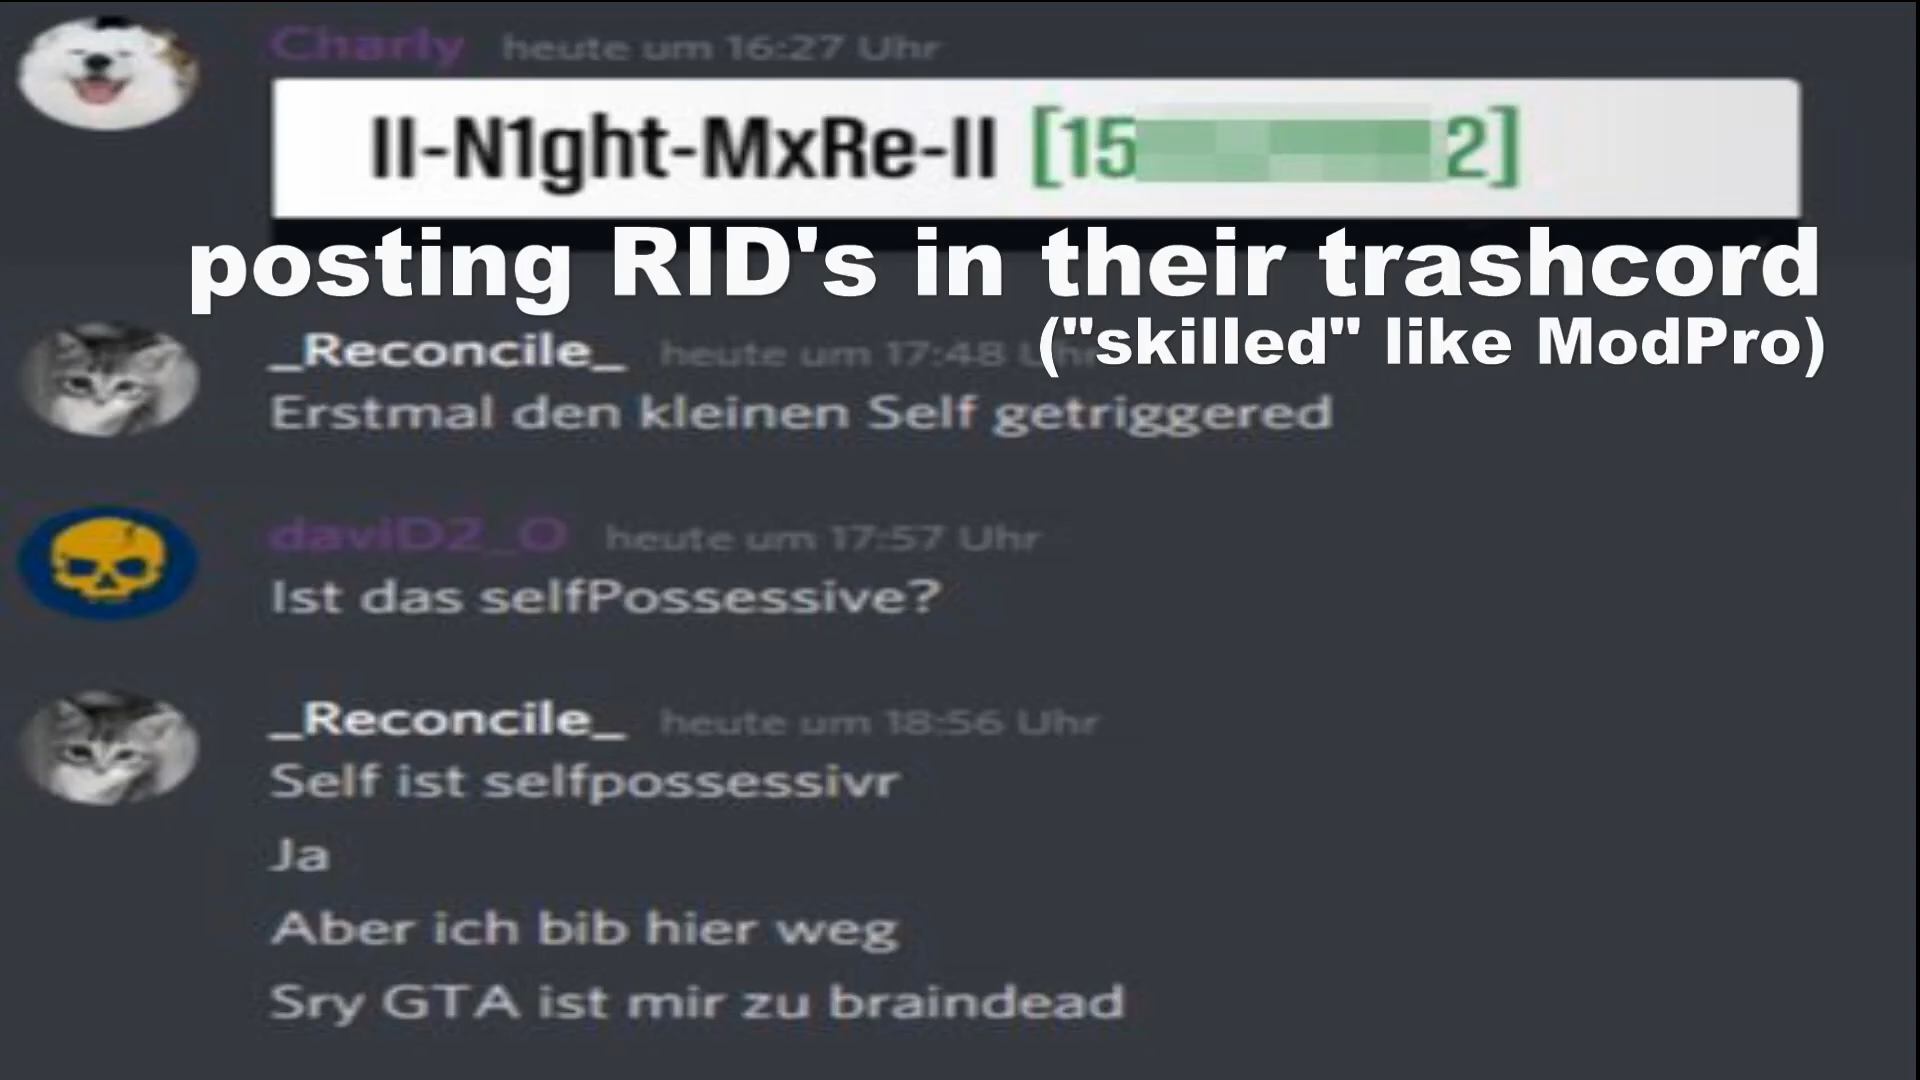 Charly heute um 16:27 Uhr
II-N1ght-MxRe-II [15 2]
posting RID's in their trashcord
("skilled" like ModPro)
_Reconcile_ heute um 17:48 Uhr
Erstmal den kleinen Self getriggered
daviD2_O heute um 17:57 Uhr
Ist das selfPossessive?
_Reconcile_ heute um 18:56 Uhr
Self ist selfpossessivr
Ja
Aber ich bib hier weg
Sry GTA ist mir zu braindead